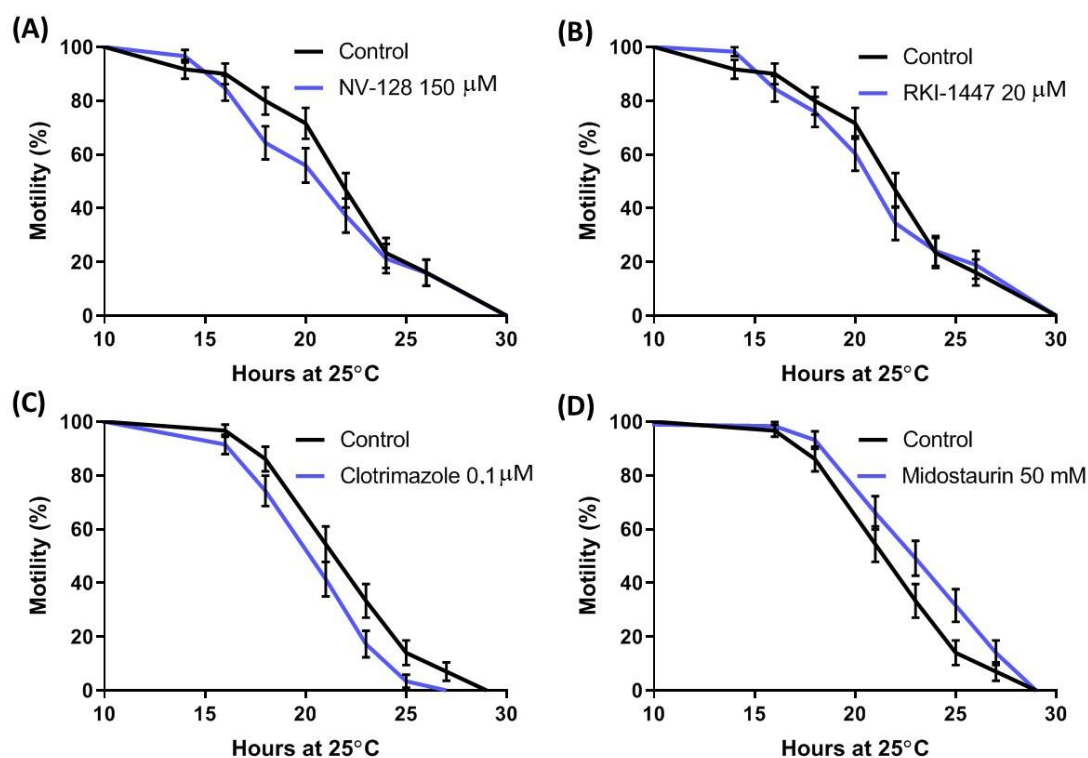 (A)
Control
NV-128 150 μM
Motility (%)
100
80
60
40
20
0
10 15 20 25 30
Hours at 25°C
(B)
Control
RKI-1447 20 μM
Motility (%)
100
80
60
40
20
0
10 15 20 25 30
Hours at 25°C
(C)
Control
Clotrimazole 0,1 μM
Motility (%)
100
80
60
40
20
0
10 15 20 25 30
Hours at 25°C
(D)
Control
Midostaurin 50 mM
Motility (%)
100
80
60
40
20
0
10 15 20 25 30
Hours at 25°C